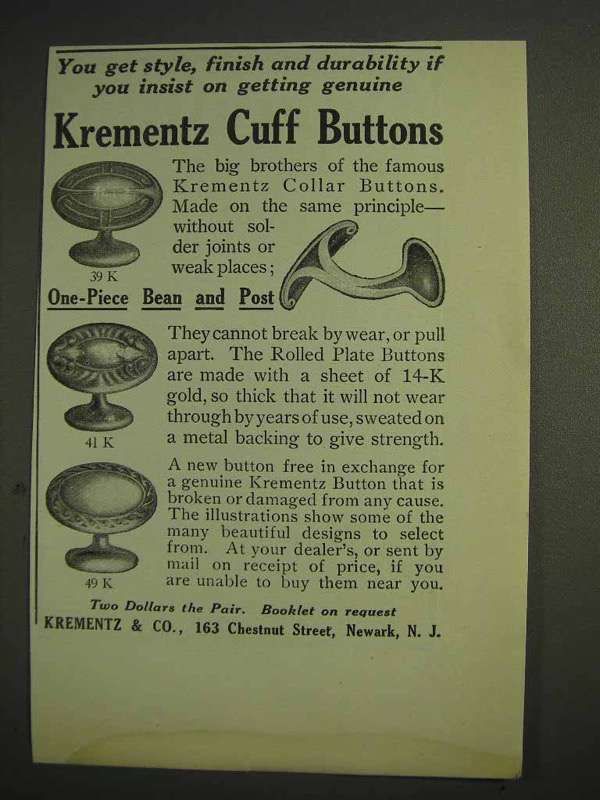 You get style, finish and durability if
you insist on getting genuine
Krementz Cuff Buttons
The big brothers of the famous
Krementz Collar Buttons.
Made on the same principle—
without sol-
der joints or
weak places;
39 K
One-Piece Bean and Post
They cannot break by wear, or pull
apart. The Rolled Plate Buttons
are made with a sheet of 14-K
gold, so thick that it will not wear
through by years of use, sweated on
a metal backing to give strength.
41 K
A new button free in exchange for
a genuine Krementz Button that is
broken or damaged from any cause.
The illustrations show some of the
many beautiful designs to select
from. At your dealer's, or sent by
mail on receipt of price, if you
are unable to buy them near you.
49 K
Two Dollars the Pair. Booklet on request
KREMENTZ & CO., 163 Chestnut Street, Newark, N. J.